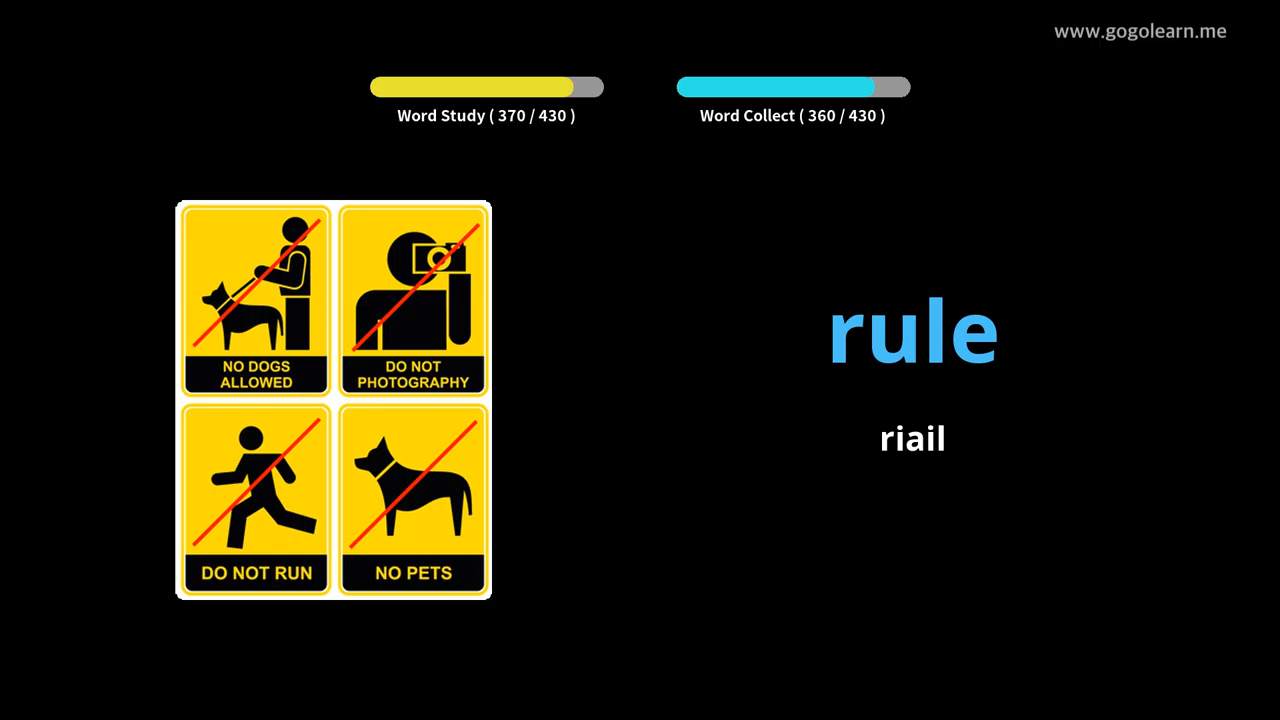 www.gogolearn.me
Word Study ( 370 / 430 )
Word Collect ( 360 / 430 )
NO DOGS
ALLOWED
DO NOT
PHOTOGRAPHY
DO NOT RUN
NO PETS
rule
riail